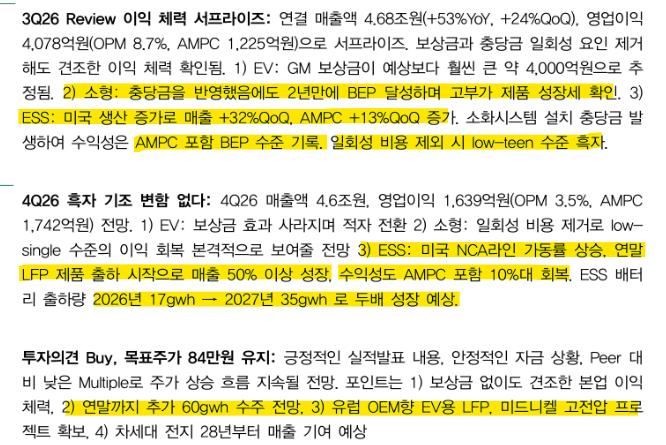 3Q26 Review 이익 체력 서프라이즈: 연결 매출액 4.68조원(+53%YoY, +24%QoQ), 영업이익
4,078억원(OPM 8.7%, AMPC 1,225억원)으로 서프라이즈. 보상금과 충당금 일회성 요인 제거
해도 견조한 이익 체력 확인됨. 1) EV: GM 보상금이 예상보다 훨씬 큰 약 4,000억원으로 추
정됨. 2) 소형: 충당금을 반영했음에도 2년만에 BEP 달성하며 고부가 제품 성장세 확인. 3)
ESS: 미국 생산 증가로 매출 +32%QoQ, AMPC +13%QoQ 증가. 소화시스템 설치 충당금 발
생하여 수익성은 AMPC 포함 BEP 수준 기록. 일회성 비용 제외 시 low-teen 수준 흑자.
4Q26 흑자 기조 변함 없다: 4Q26 매출액 4.6조원, 영업이익 1,639억원(OPM 3.5%, AMPC
1,742억원) 전망. 1) EV: 보상금 효과 사라지며 적자 전환 2) 소형: 일회성 비용 제거로 low-
single 수준의 이익 회복 본격적으로 보여줄 전망 3) ESS: 미국 NCA라인 가동률 상승, 연말
LFP 제품 출하 시작으로 매출 50% 이상 성장, 수익성도 AMPC 포함 10%대 회복. ESS 배터
리 출하량 2026년 17gwh → 2027년 35gwh 로 두배 성장 예상.
투자의견 Buy, 목표주가 84만원 유지: 긍정적인 실적발표 내용, 안정적인 자금 상황, Peer 대
비 낮은 Multiple로 주가 상승 흐름 지속될 전망. 포인트는 1) 보상금 없이도 견조한 본업 이익
체력, 2) 연말까지 추가 60gwh 수주 전망, 3) 유럽 OEM향 EV용 LFP, 미드니켈 고전압 프로
젝트 확보, 4) 차세대 전지 28년부터 매출 기여 예상